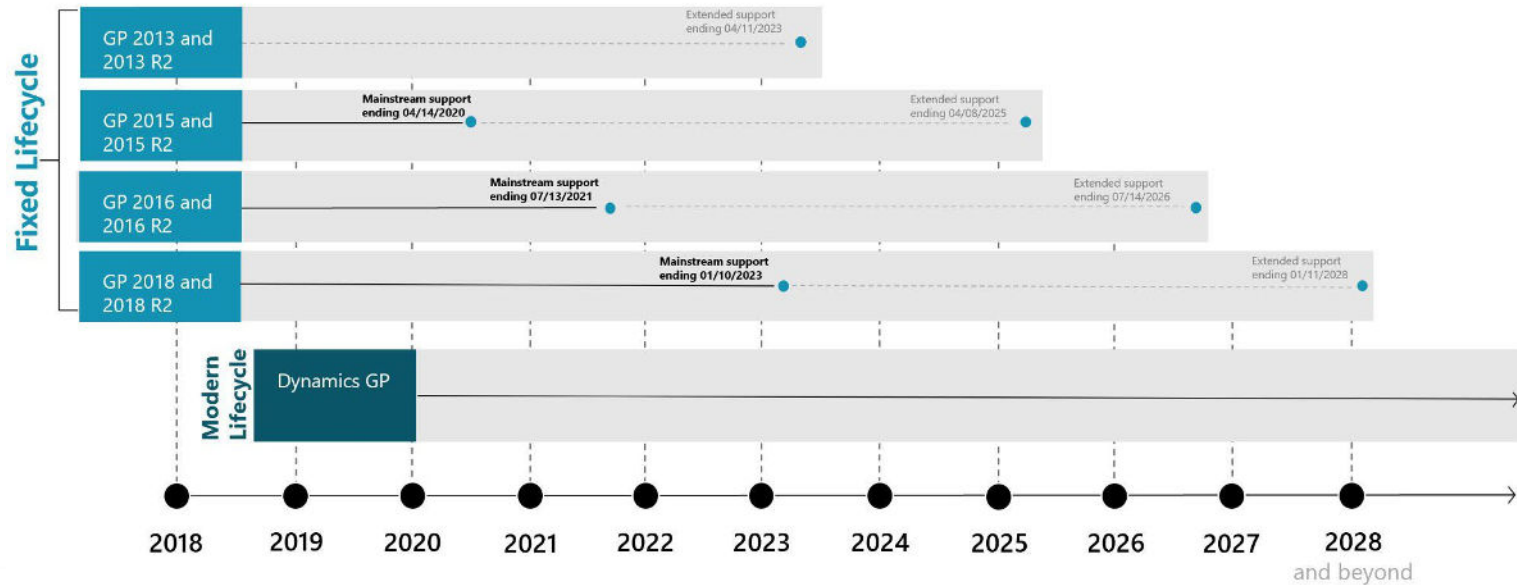 Fixed Lifecycle
GP 2013 and
2013 R2
Extended support
ending 04/11/2023
GP 2015 and
2015 R2
Mainstream support
ending 04/14/2020
Extended support
ending 04/08/2025
GP 2016 and
2016 R2
Mainstream support
ending 07/13/2021
Extended support
ending 07/14/2026
GP 2018 and
2018 R2
Mainstream support
ending 01/10/2023
Extended support
ending 01/11/2028
Modern
Lifecycle
Dynamics GP
2018 2019 2020 2021 2022 2023 2024 2025 2026 2027 2028
and beyond